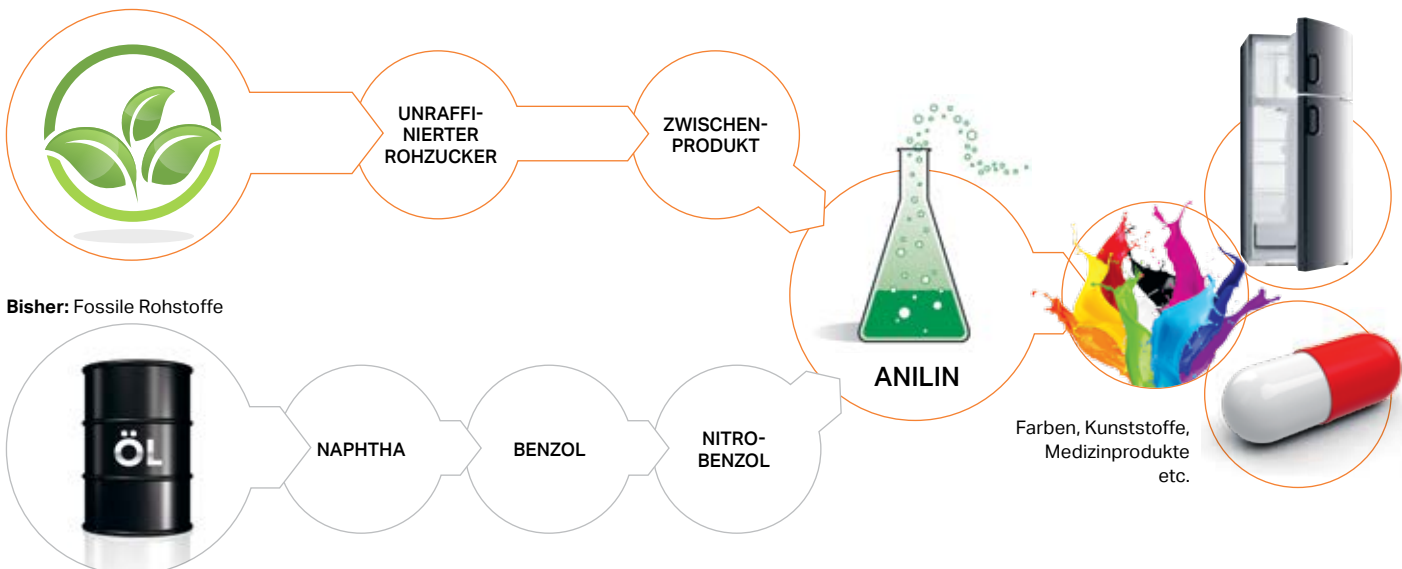 UNRAFFI-
NIERTER
ROHZUCKER
ZWISCHEN-
PRODUKT
ANILIN
Bisher: Fossile Rohstoffe
ÖL
NAPHTHA
BENZOL
NITRO-
BENZOL
Farben, Kunststoffe,
Medizinprodukte
etc.